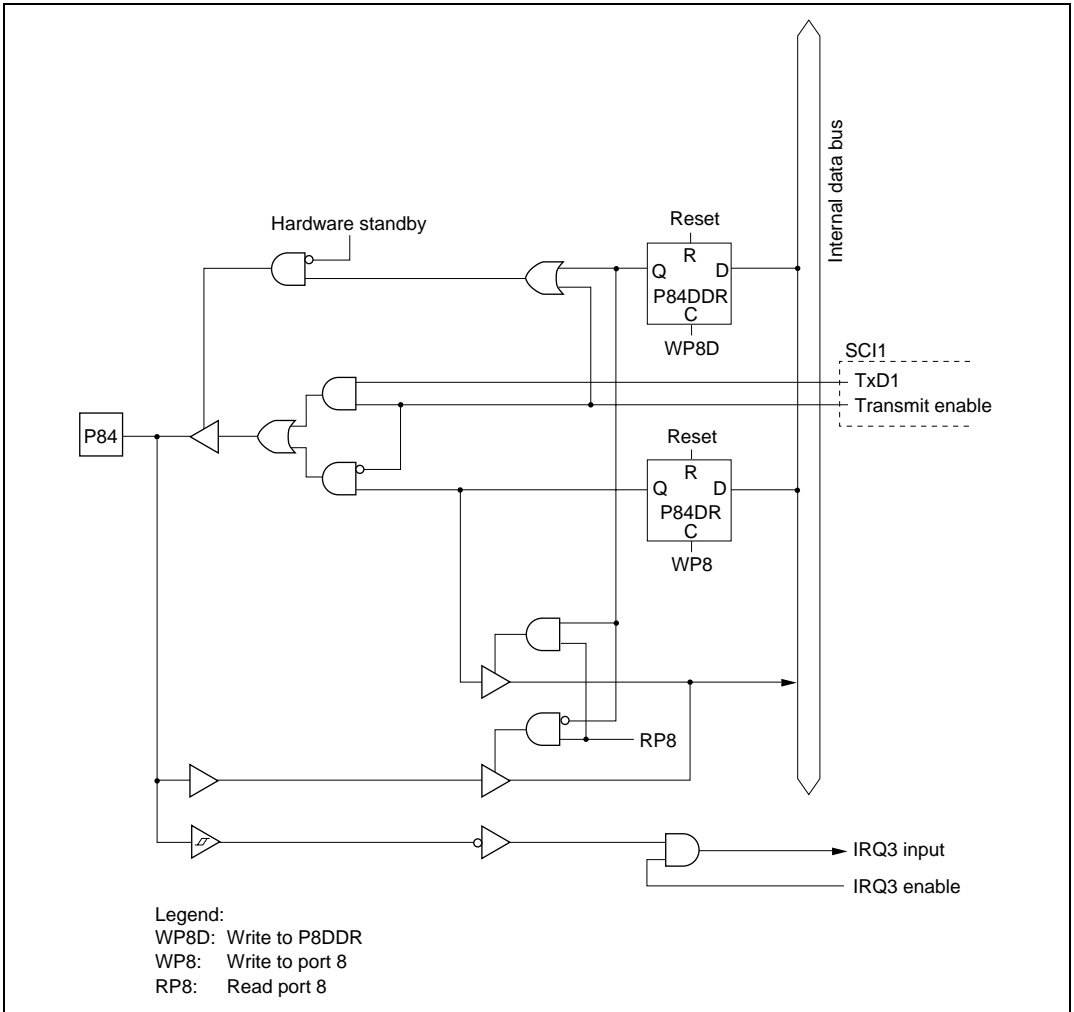 Internal data bus
Hardware standby
Reset
R
Q D
P84DDR
C
WP8D
SCI1
TxD1
Transmit enable
P84
Reset
R
Q D
P84DR
C
WP8
RP8
IRQ3 input
IRQ3 enable
Legend:
WP8D: Write to P8DDR
WP8: Write to port 8
RP8: Read port 8